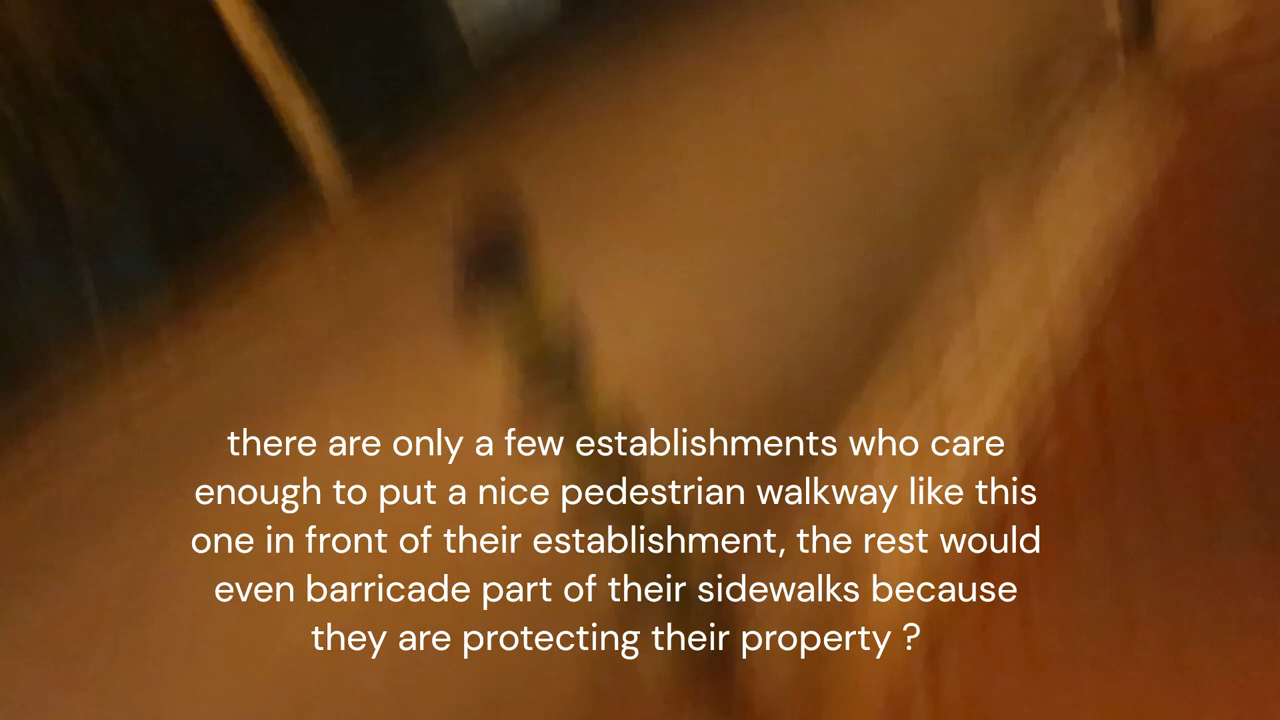 there are only a few establishments who care
enough to put a nice pedestrian walkway like this
one in front of their establishment, the rest would
even barricade part of their sidewalks because
they are protecting their property ?